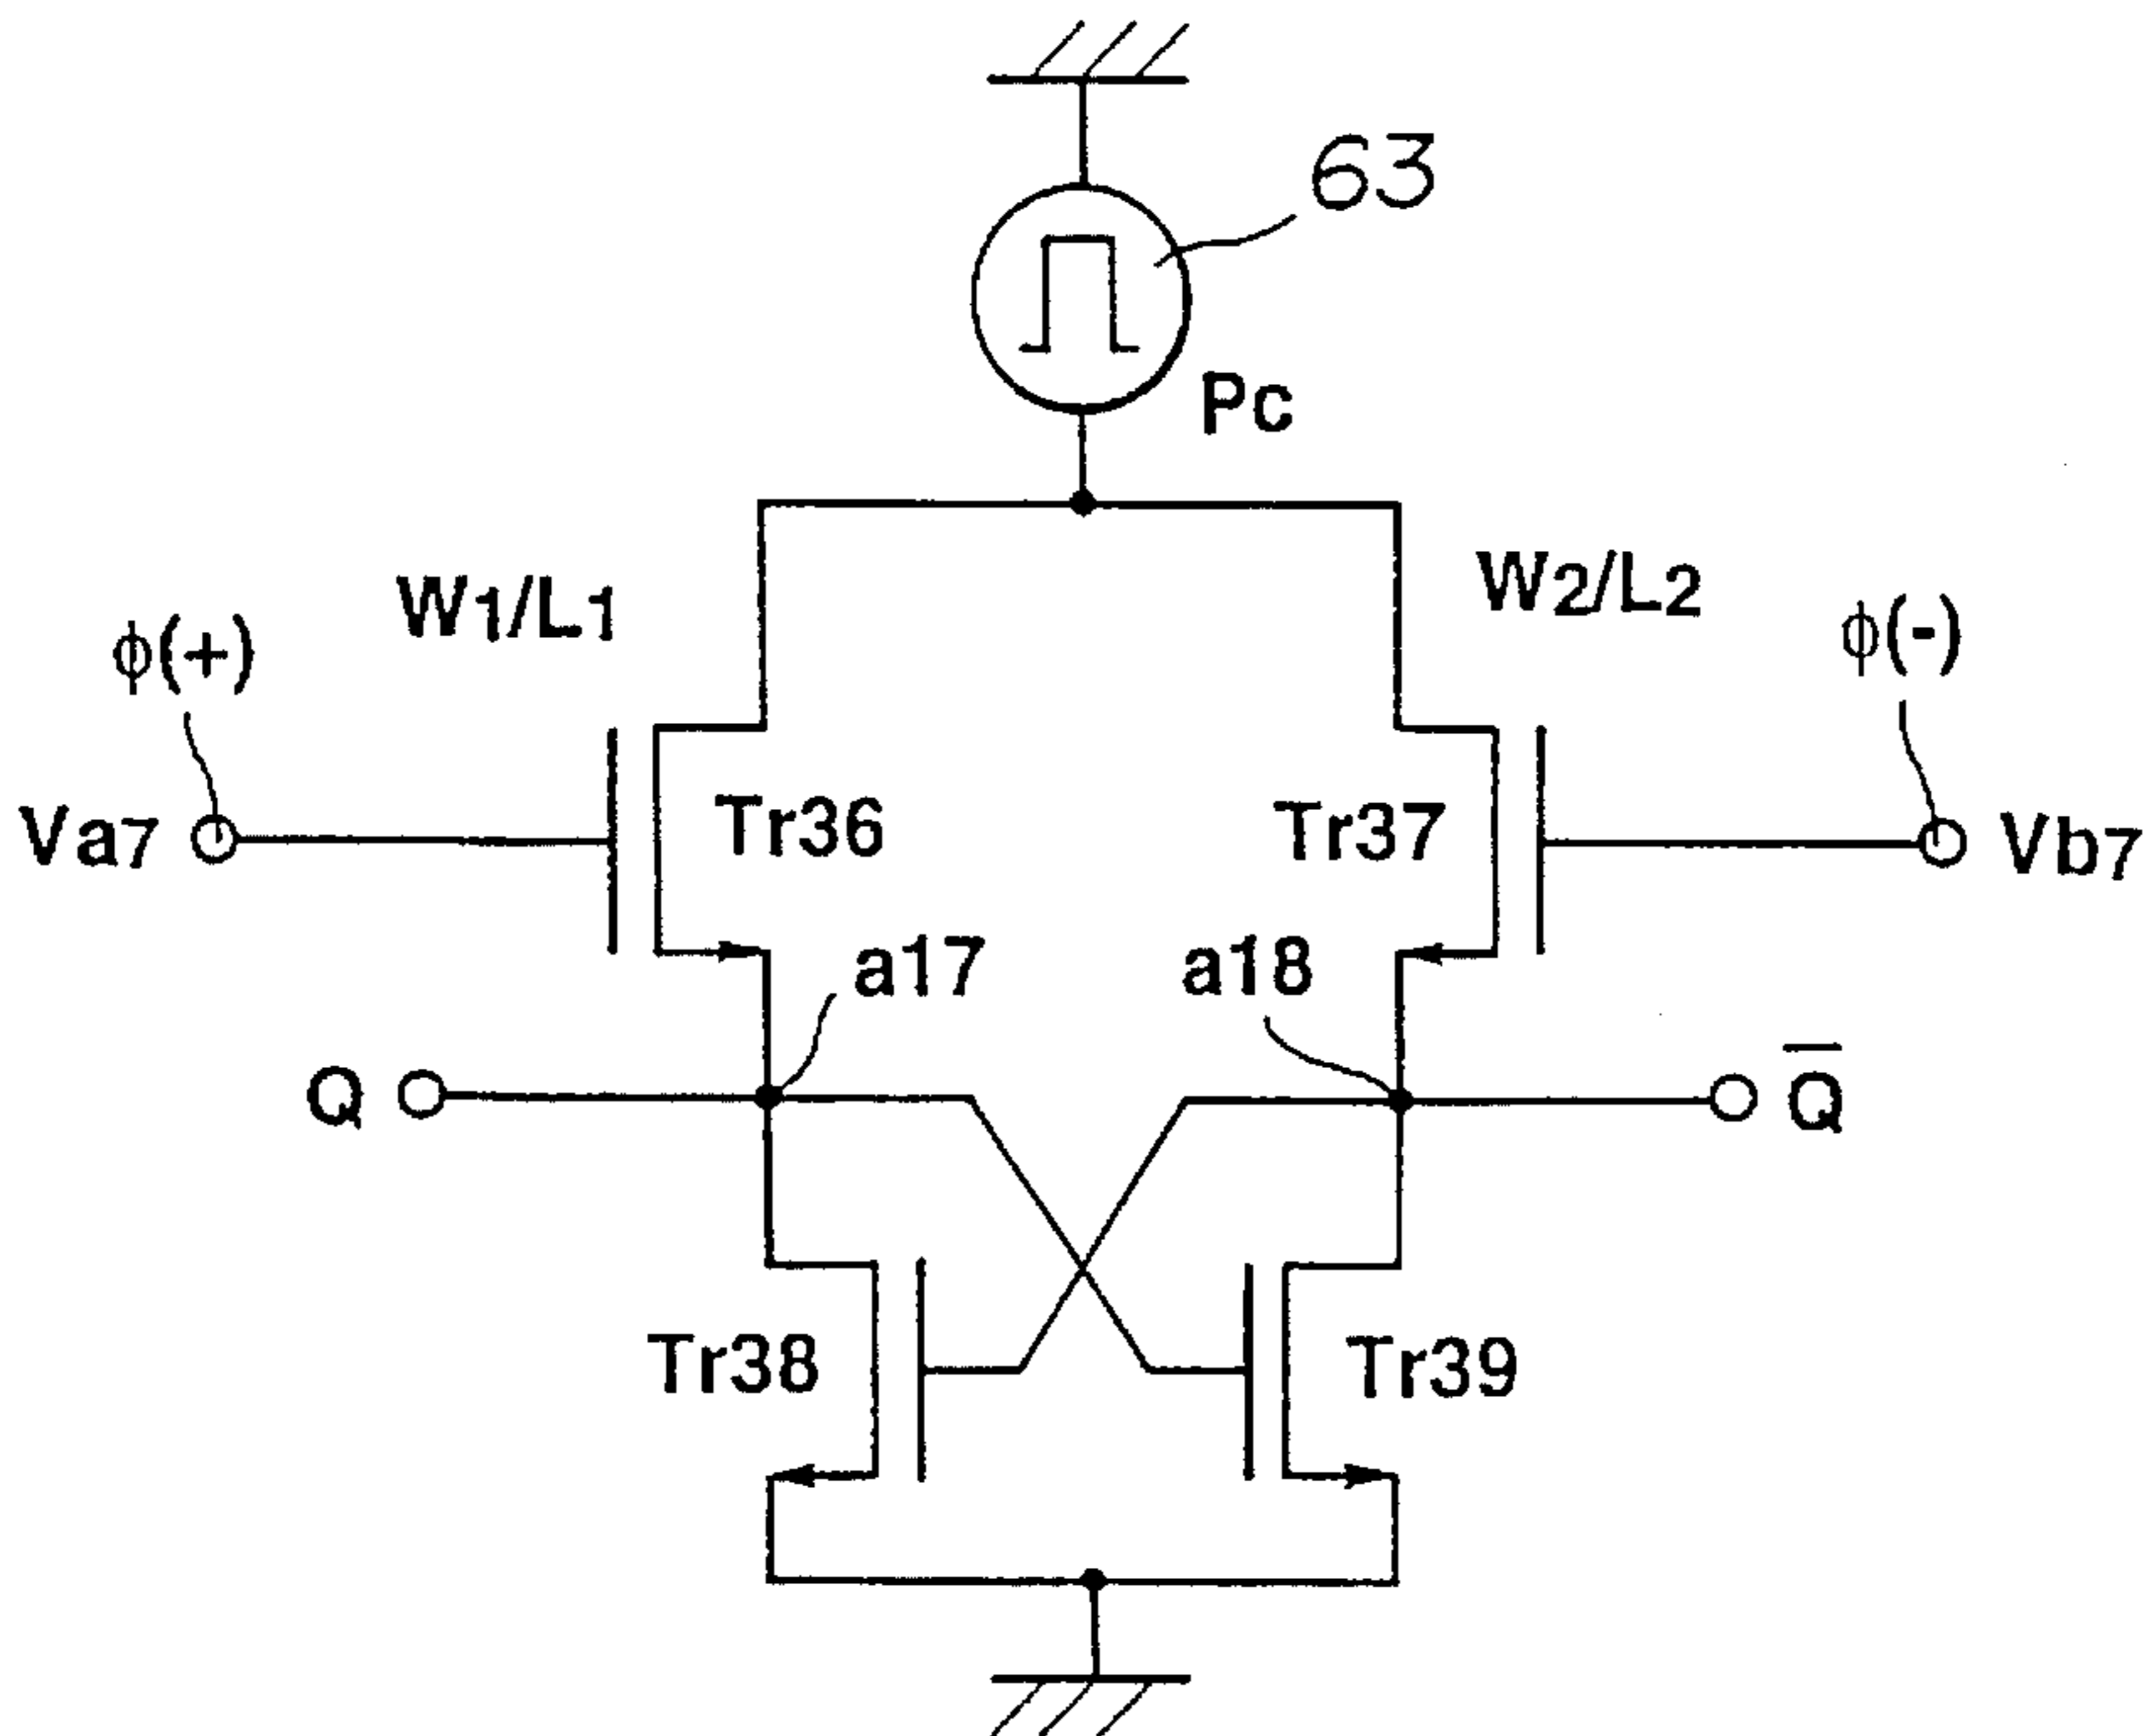 63
Pc
W1/L1
W2/L2
ϕ(+)
ϕ(-)
Va7
Tr36
Tr37
Vb7
a17
a18
Q
Q̅
Tr38
Tr39